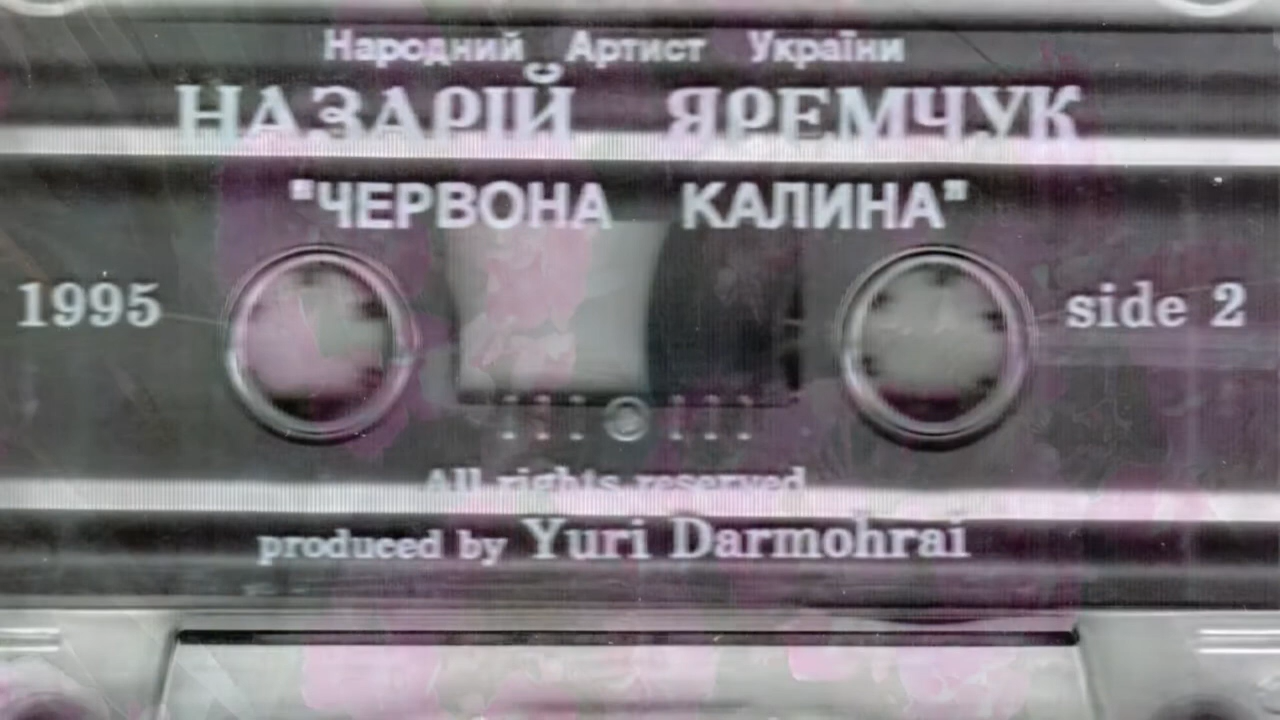 Народний Артист України
НАЗАРІЙ ЯРЕМЧУК
"ЧЕРВОНА КАЛИНА"
1995
side 2
All rights reserved
produced by Yuri Darmohrai